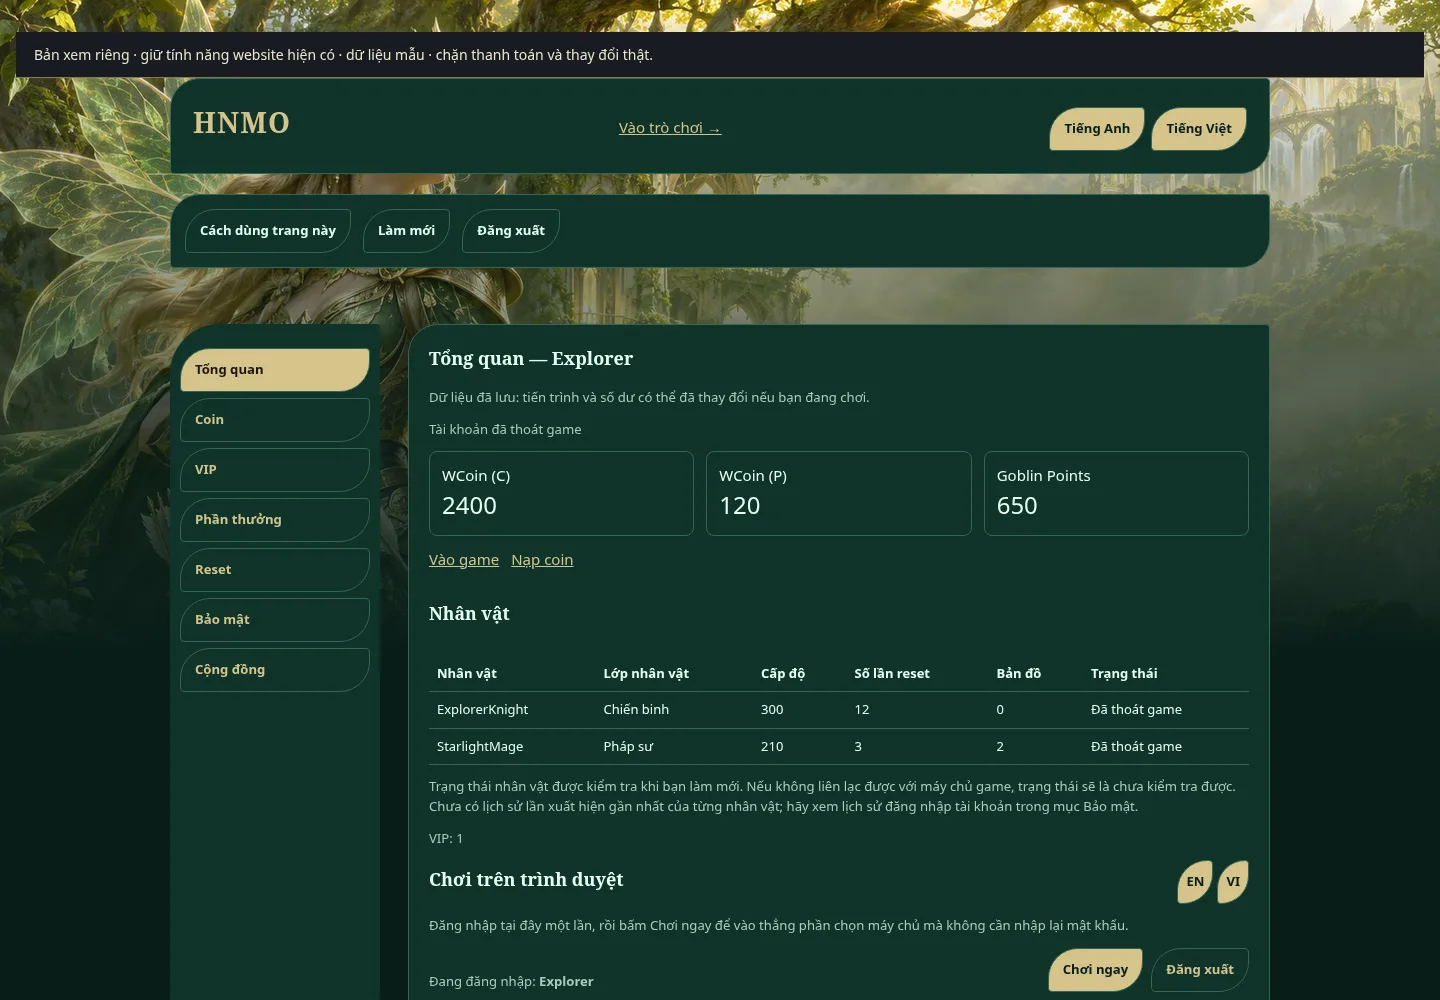 Bản xem riêng · giữ tính năng website hiện có · dữ liệu mẫu · chặn thanh toán và thay đổi thật.
HNMO
Vào trò chơi →
Tiếng Anh
Tiếng Việt
Cách dùng trang này
Làm mới
Đăng xuất
Tổng quan
Coin
VIP
Phần thưởng
Reset
Bảo mật
Cộng đồng
Tổng quan — Explorer
Dữ liệu đã lưu: tiến trình và số dư có thể đã thay đổi nếu bạn đang chơi.
Tài khoản đã thoát game
WCoin (C)
2400
WCoin (P)
120
Goblin Points
650
Vào game Nạp coin
Nhân vật
Nhân vật Lớp nhân vật Cấp độ Số lần reset Bản đồ Trạng thái
ExplorerKnight Chiến binh 300 12 0 Đã thoát game
StarlightMage Pháp sư 210 3 2 Đã thoát game
Trạng thái nhân vật được kiểm tra khi bạn làm mới. Nếu không liên lạc được với máy chủ game, trạng thái sẽ là chưa kiểm tra được.
Chưa có lịch sử lần xuất hiện gần nhất của từng nhân vật; hãy xem lịch sử đăng nhập tài khoản trong mục Bảo mật.
VIP: 1
Chơi trên trình duyệt
EN
VI
Đăng nhập tại đây một lần, rồi bấm Chơi ngay để vào thẳng phần chọn máy chủ mà không cần nhập lại mật khẩu.
Đang đăng nhập: Explorer
Chơi ngay
Đăng xuất